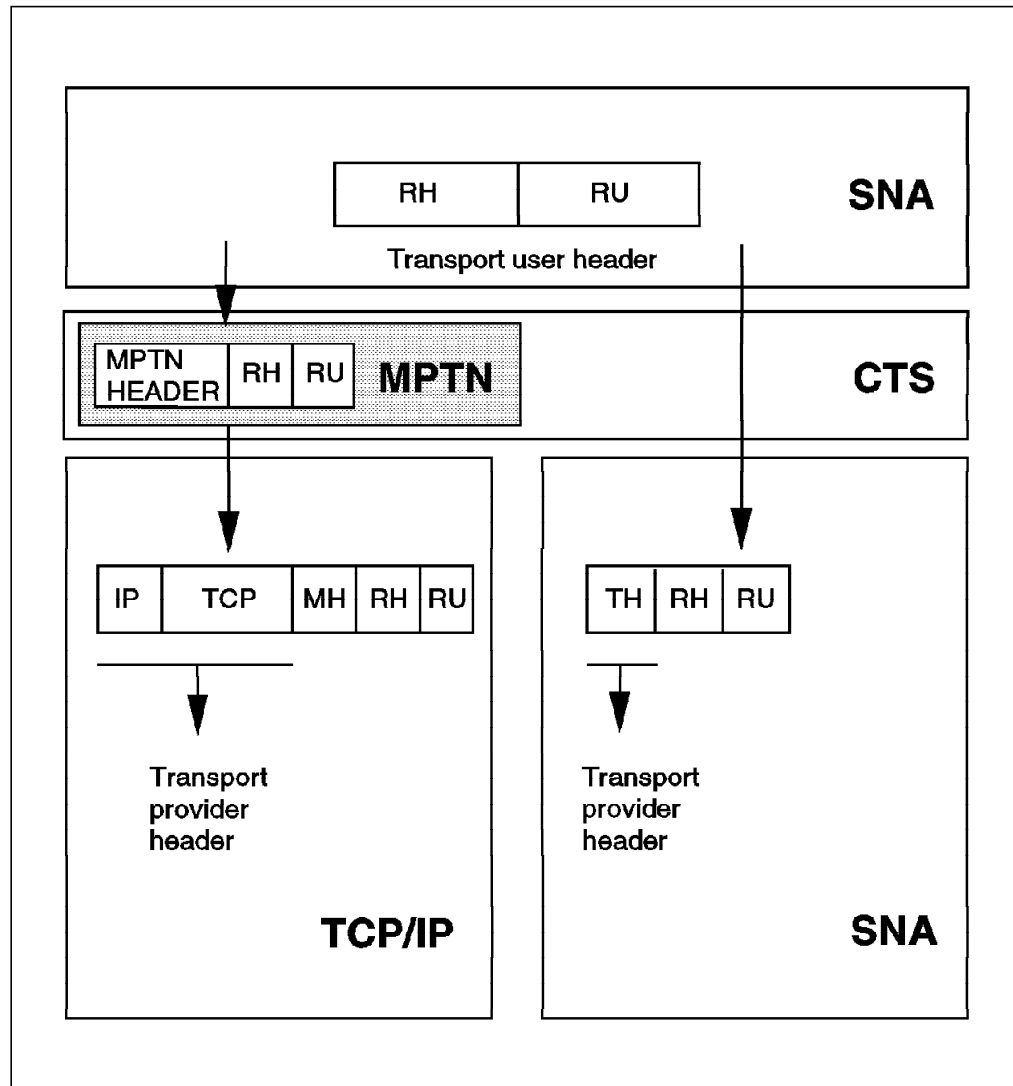 RH RU
SNA
Transport user header
MPTN
HEADER RH RU
MPTN
CTS
IP TCP MH RH RU
Transport
provider
header
TCP/IP
TH RH RU
Transport
provider
header
SNA